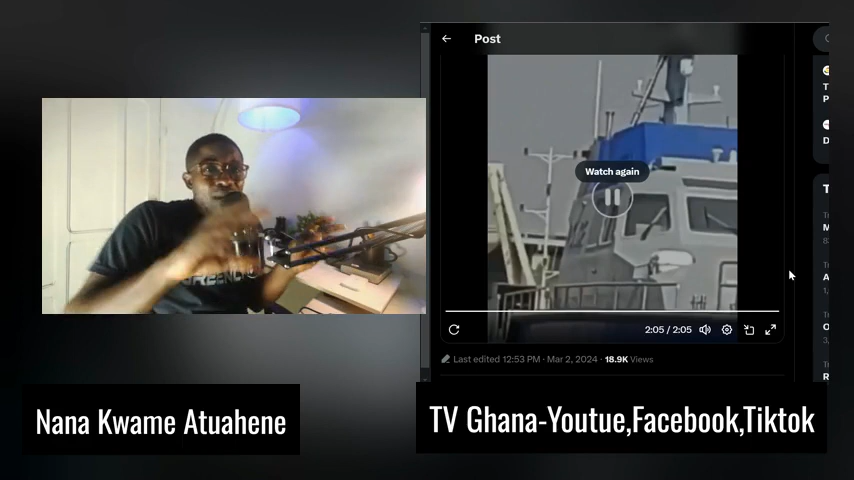 Post
Watch again
2:05 / 2:05
Last edited 12:53 PM · Mar 2, 2024 · 18.9K Views
Nana Kwame Atuahene
TV Ghana-Youtue,Facebook,Tiktok